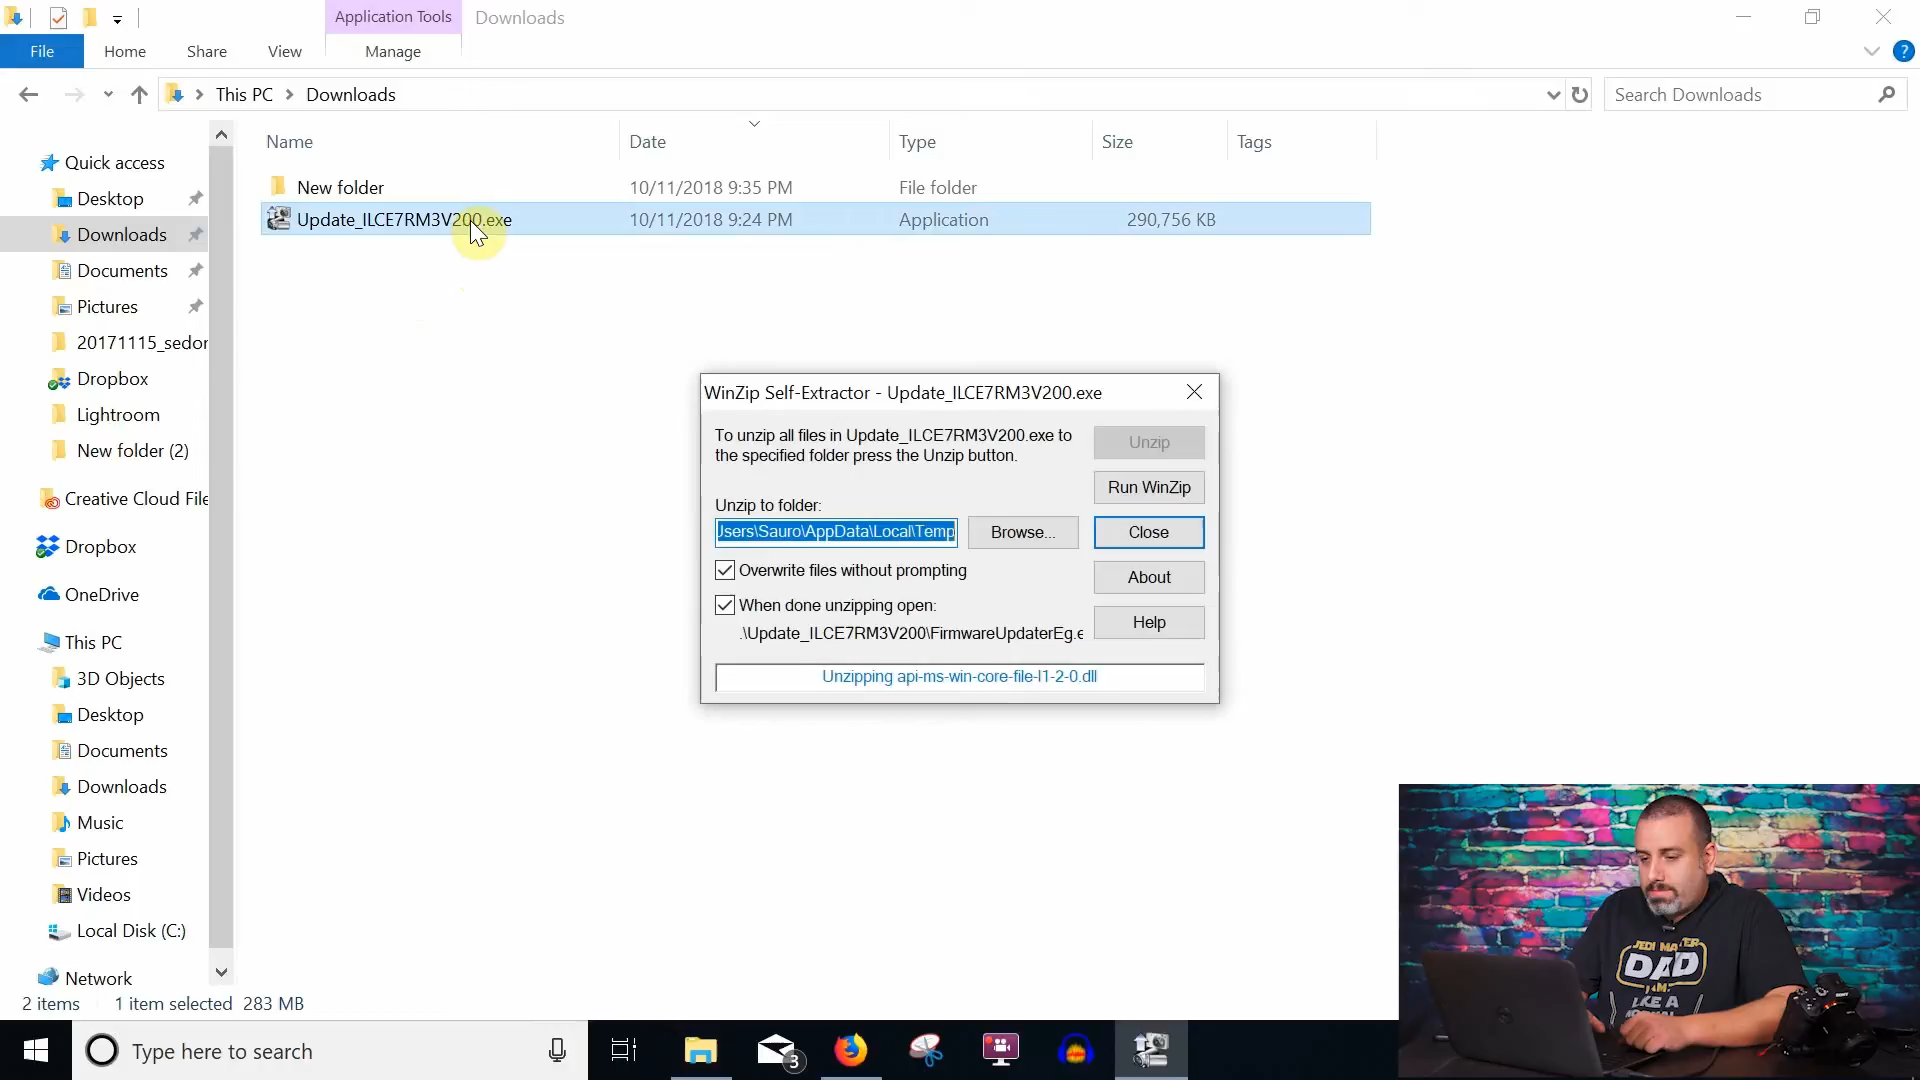 Application Tools
Downloads
File
Home
Share
View
Manage
?
This PC
Downloads
Search Downloads
Name
Date
Type
Size
Tags
New folder
10/11/2018 9:35 PM
File folder
Update_ILCE7RM3V200.exe
10/11/2018 9:24 PM
Application
290,756 KB
Quick access
Desktop
Downloads
Documents
Pictures
20171115_sedor
Dropbox
Lightroom
New folder (2)
Creative Cloud File
Dropbox
OneDrive
This PC
3D Objects
Desktop
Documents
Downloads
Music
Pictures
Videos
Local Disk (C:)
Network
WinZip Self-Extractor - Update_ILCE7RM3V200.exe
To unzip all files in Update_ILCE7RM3V200.exe to
the specified folder press the Unzip button.
Unzip to folder:
Jsers\Sauro\AppData\Local\Temp
Browse...
Unzip
Run WinZip
Close
About
Help
Overwrite files without prompting
When done unzipping open:
.\Update_ILCE7RM3V200\FirmwareUpdaterEg.e
Unzipping api-ms-win-core-file-l1-2-0.dll
2 items
1 item selected
283 MB
Type here to search
3
DAD
LIKE A
SONY